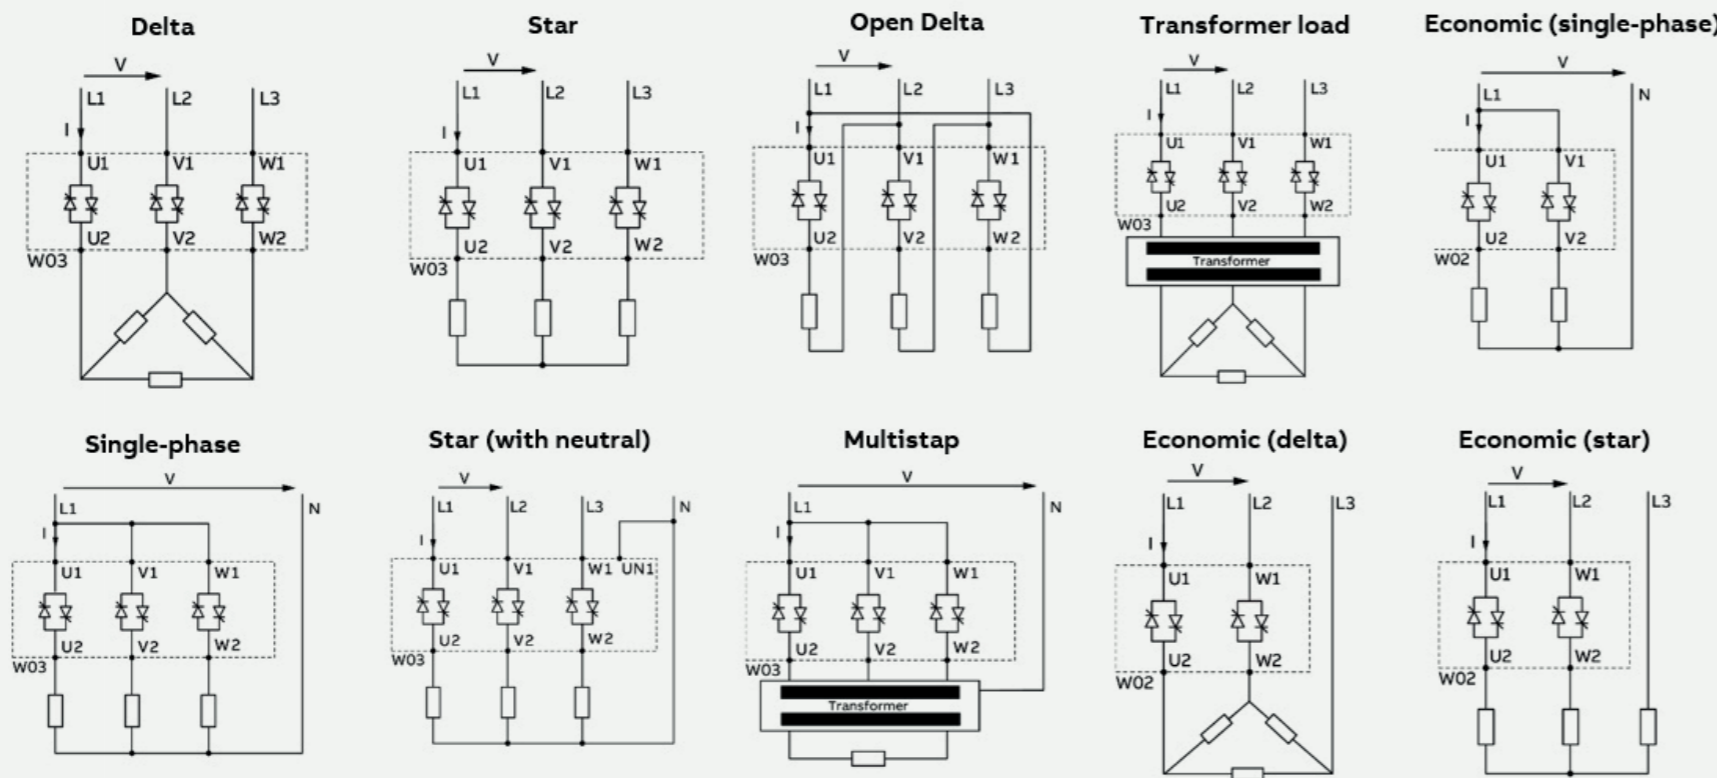 Delta
V
L1 L2 L3
I
U1 V1 W1
U2 V2 W2
W03
Star
V
L1 L2 L3
I
U1 V1 W1
U2 V2 W2
W03
Open Delta
V
L1 L2 L3
I
U1 V1 W1
U2 V2 W2
W03
Transformer load
V
L1 L2 L3
I
U1 V1 W1
U2 V2 W2
W03
Transformer
Economic (single-phase)
V
L1 N
I
U1 V1
U2 V2
W02
Single-phase
V
L1 N
I
U1 V1 W1
U2 V2 W2
W03
Star (with neutral)
V
L1 L2 L3 N
I
U1 V1 W1 UN1
U2 V2 W2
W03
Multistap
V
L1 N
I
U1 V1 W1
U2 V2 W2
W03
Transformer
Economic (delta)
V
L1 L2 L3
I
U1 W1
U2 W2
W02
Economic (star)
V
L1 L2 L3
I
U1 W1
U2 W2
W02